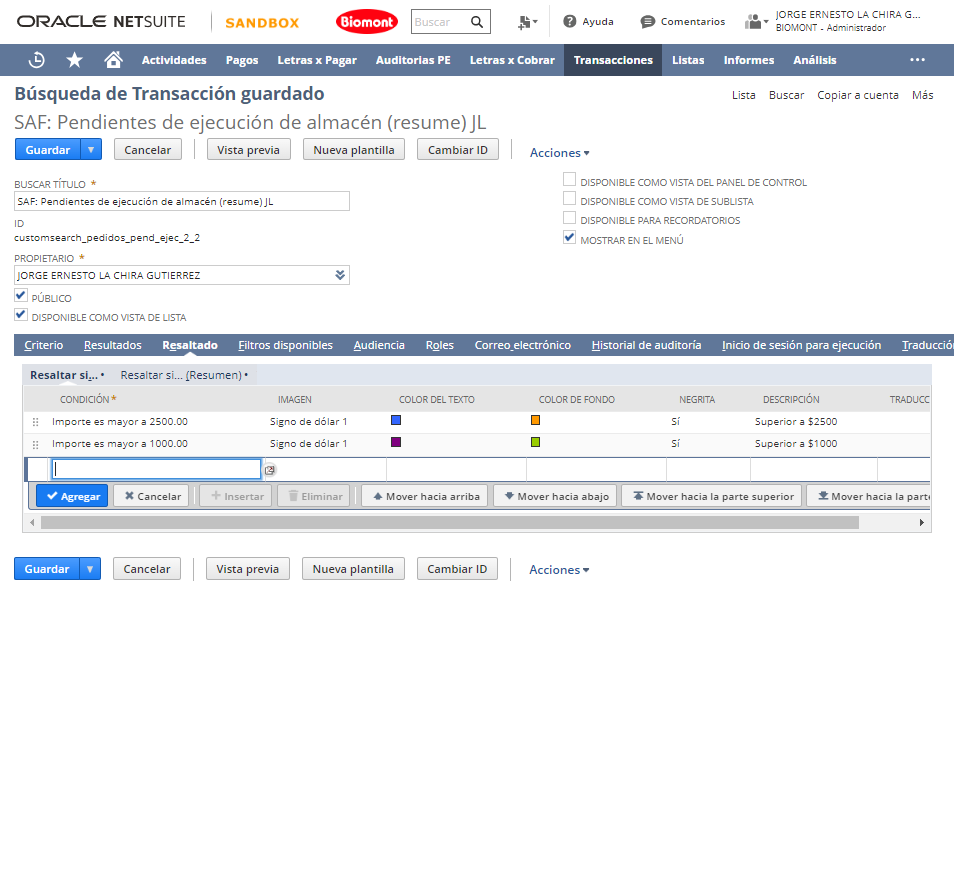 ORACLE NETSUITE
SANDBOX
Biomont
Buscar
Ayuda
Comentarios
JORGE ERNESTO LA CHIRA G...
BIOMONT - Administrador
Actividades Pagos Letras x Pagar Auditorias PE Letras x Cobrar Transacciones Listas Informes Análisis
Búsqueda de Transacción guardado
Lista Buscar Copiar a cuenta Más
SAF: Pendientes de ejecución de almacén (resume) JL
Guardar Cancelar Vista previa Nueva plantilla Cambiar ID Acciones
BUSCAR TÍTULO *
SAF: Pendientes de ejecución de almacén (resume) JL
ID
customsearch_pedidos_pend_ejec_2_2
PROPIETARIO *
JORGE ERNESTO LA CHIRA GUTIERREZ
PÚBLICO
DISPONIBLE COMO VISTA DE LISTA
DISPONIBLE COMO VISTA DEL PANEL DE CONTROL
DISPONIBLE COMO VISTA DE SUBLISTA
DISPONIBLE PARA RECORDATORIOS
MOSTRAR EN EL MENÚ
Criterio Resultados Resaltado Filtros disponibles Audiencia Roles Correo electrónico Historial de auditoría Inicio de sesión para ejecución Traducció
Resaltar si... • Resaltar si... (Resumen) •
CONDICIÓN * IMAGEN COLOR DEL TEXTO COLOR DE FONDO NEGRITA DESCRIPCIÓN TRADUCC
Importe es mayor a 2500.00 Signo de dólar 1 Sí Superior a $2500
Importe es mayor a 1000.00 Signo de dólar 1 Sí Superior a $1000
Agregar Cancelar Insertar Eliminar Mover hacia arriba Mover hacia abajo Mover hacia la parte superior Mover hacia la parte
Guardar Cancelar Vista previa Nueva plantilla Cambiar ID Acciones